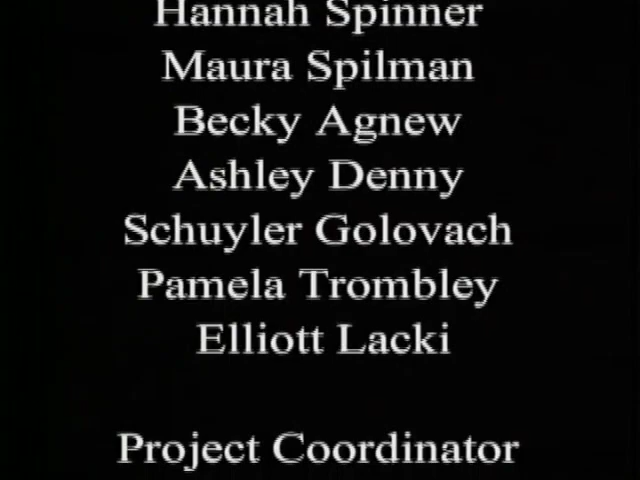 Hannah Spinner
Maura Spilman
Becky Agnew
Ashley Denny
Schuyler Golovach
Pamela Trombley
Elliott Lacki
Project Coordinator